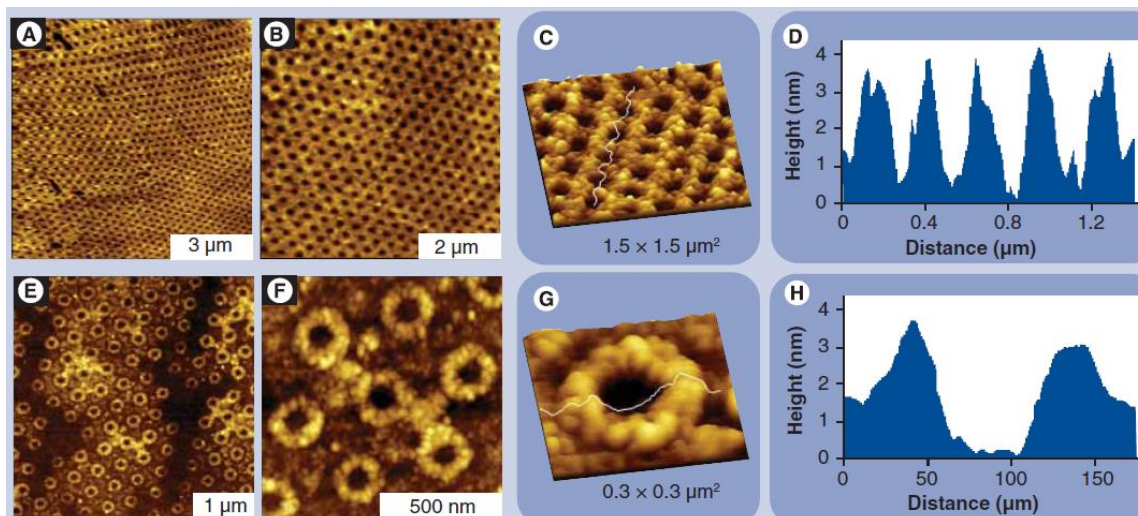 A
3 µm
B
2 µm
C
1.5 × 1.5 µm²
D
Height (nm)
4
3
2
1
0
0 0.4 0.8 1.2
Distance (µm)
E
1 µm
F
500 nm
G
0.3 × 0.3 µm²
H
Height (nm)
4
3
2
1
0
0 50 100 150
Distance (µm)